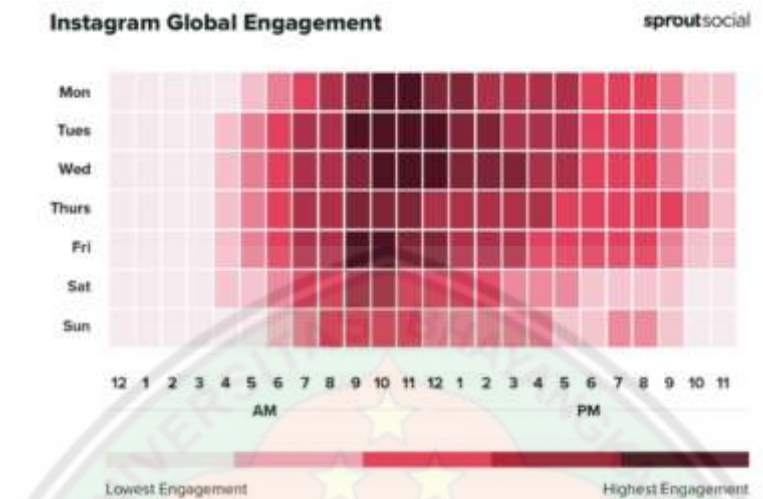 Instagram Global Engagement
sproutsocial
Mon
Tues
Wed
Thurs
Fri
Sat
Sun
12 1 2 3 4 5 6 7 8 9 10 11 12 1 2 3 4 5 6 7 8 9 10 11
AM PM
Lowest Engagement Highest Engagement
UNIVERSITAS BHAYANGKARA